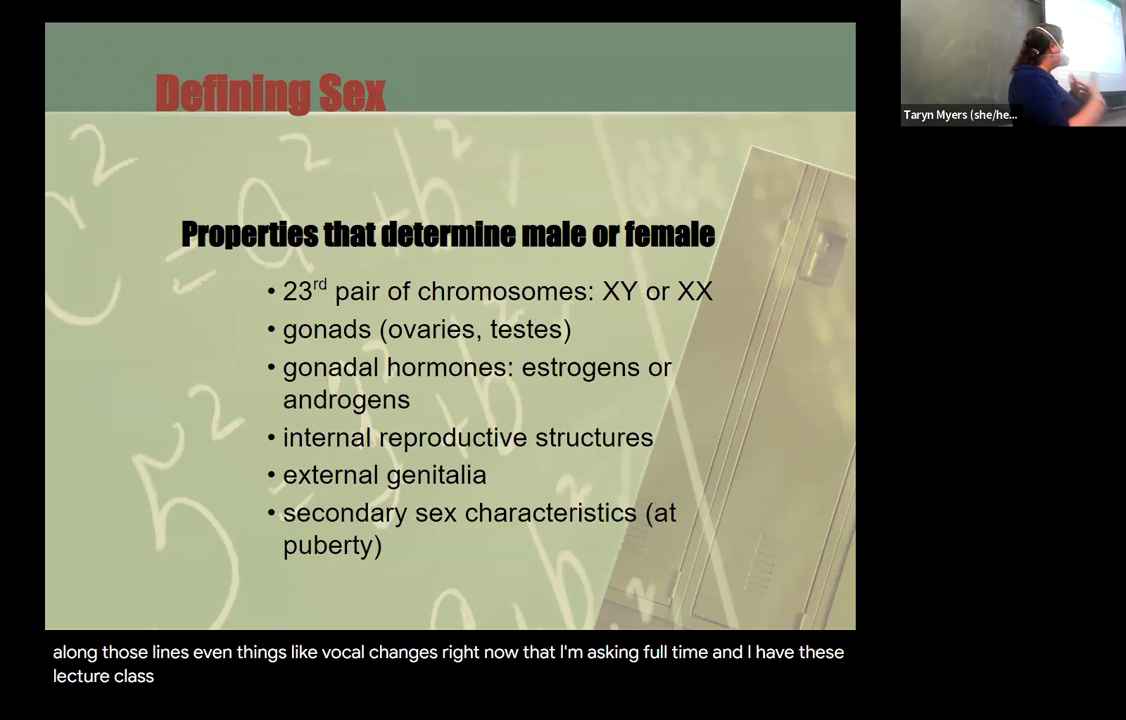 Defining Sex
Taryn Myers (she/he...
Properties that determine male or female
• 23rd pair of chromosomes: XY or XX
• gonads (ovaries, testes)
• gonadal hormones: estrogens or
androgens
• internal reproductive structures
• external genitalia
• secondary sex characteristics (at
puberty)
along those lines even things like vocal changes right now that I'm asking full time and I have these
lecture class